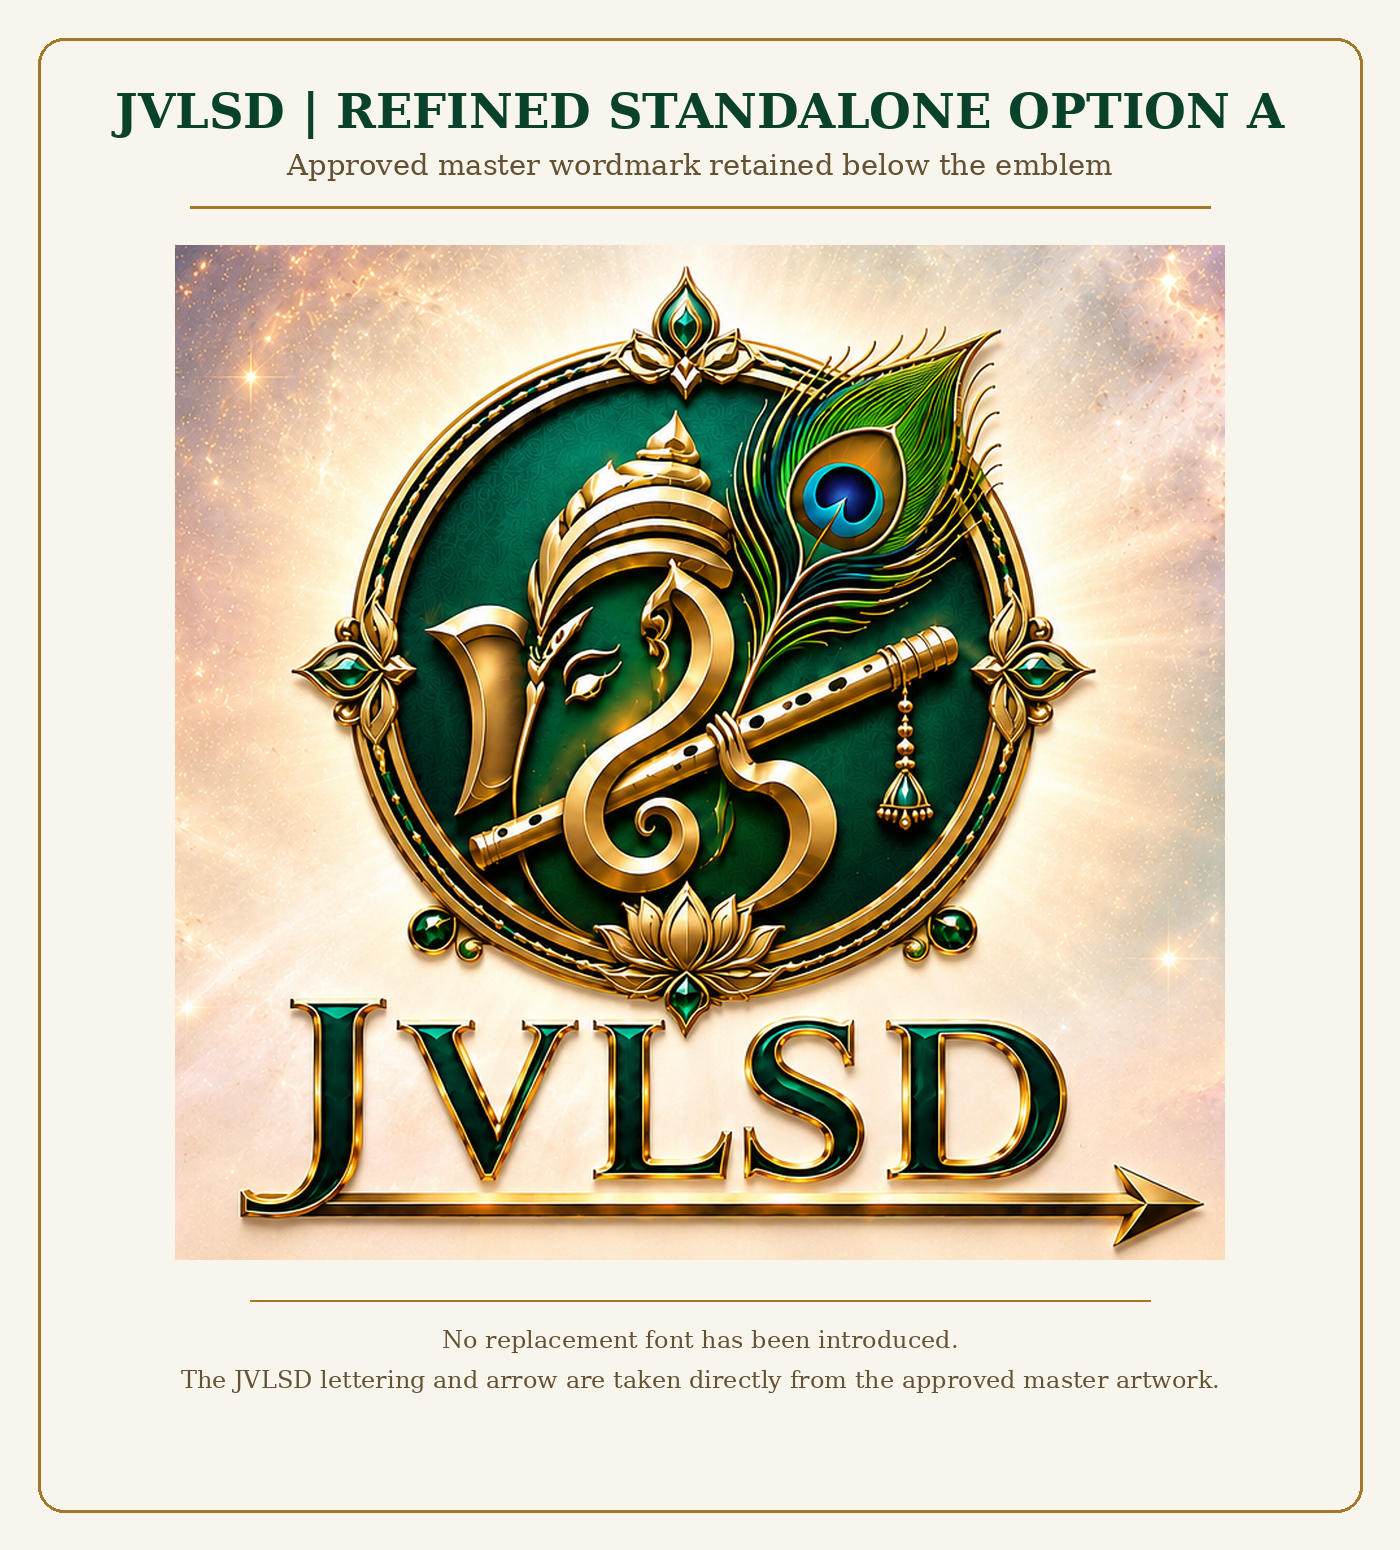 JVLSD | REFINED STANDALONE OPTION A
Approved master wordmark retained below the emblem
JVLSD
No replacement font has been introduced.
The JVLSD lettering and arrow are taken directly from the approved master artwork.